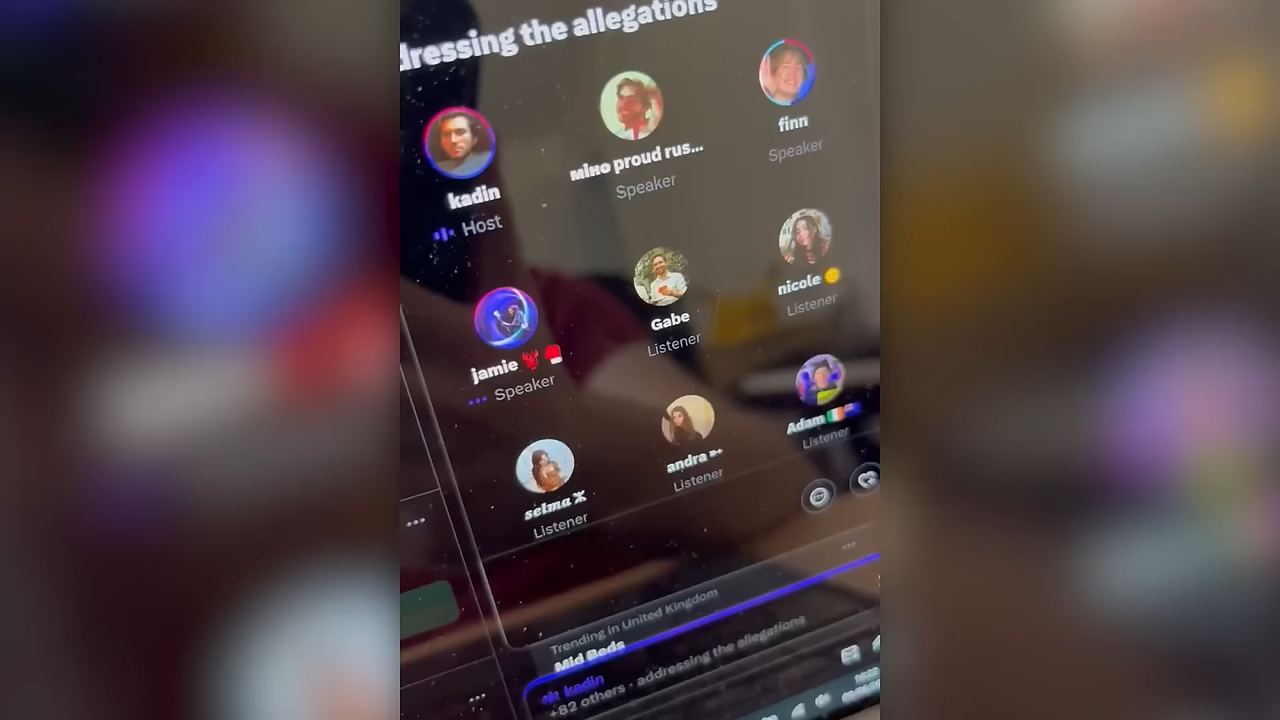 dressing the allegations
kadin
Host
мiнo proud rus...
Speaker
finn
Speaker
jamie
Speaker
Gabe
Listener
nicole
Listener
selma
Listener
andra
Listener
Adam
Listener
Trending in United Kingdom
Mid Beds
kadin
+82 others · addressing the allegations